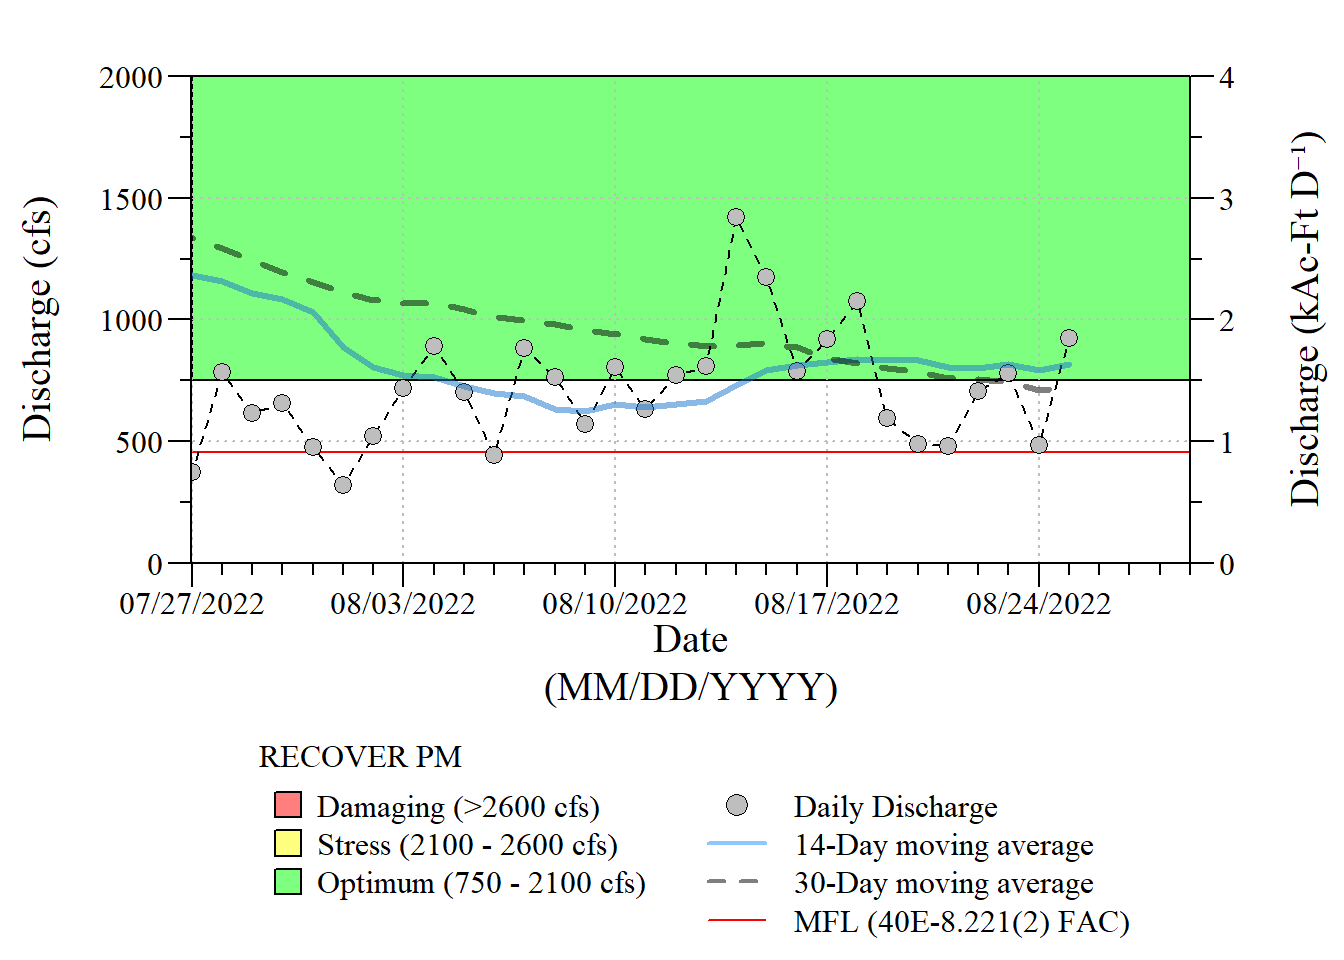 2000
1500
1000
500
0
Discharge (cfs)
4
3
2
1
0
Discharge (kAc-Ft D⁻¹)
07/27/2022 08/03/2022 08/10/2022 08/17/2022 08/24/2022
Date
(MM/DD/YYYY)
RECOVER PM
Damaging (>2600 cfs)
Stress (2100 - 2600 cfs)
Optimum (750 - 2100 cfs)
Daily Discharge
14-Day moving average
30-Day moving average
MFL (40E-8.221(2) FAC)